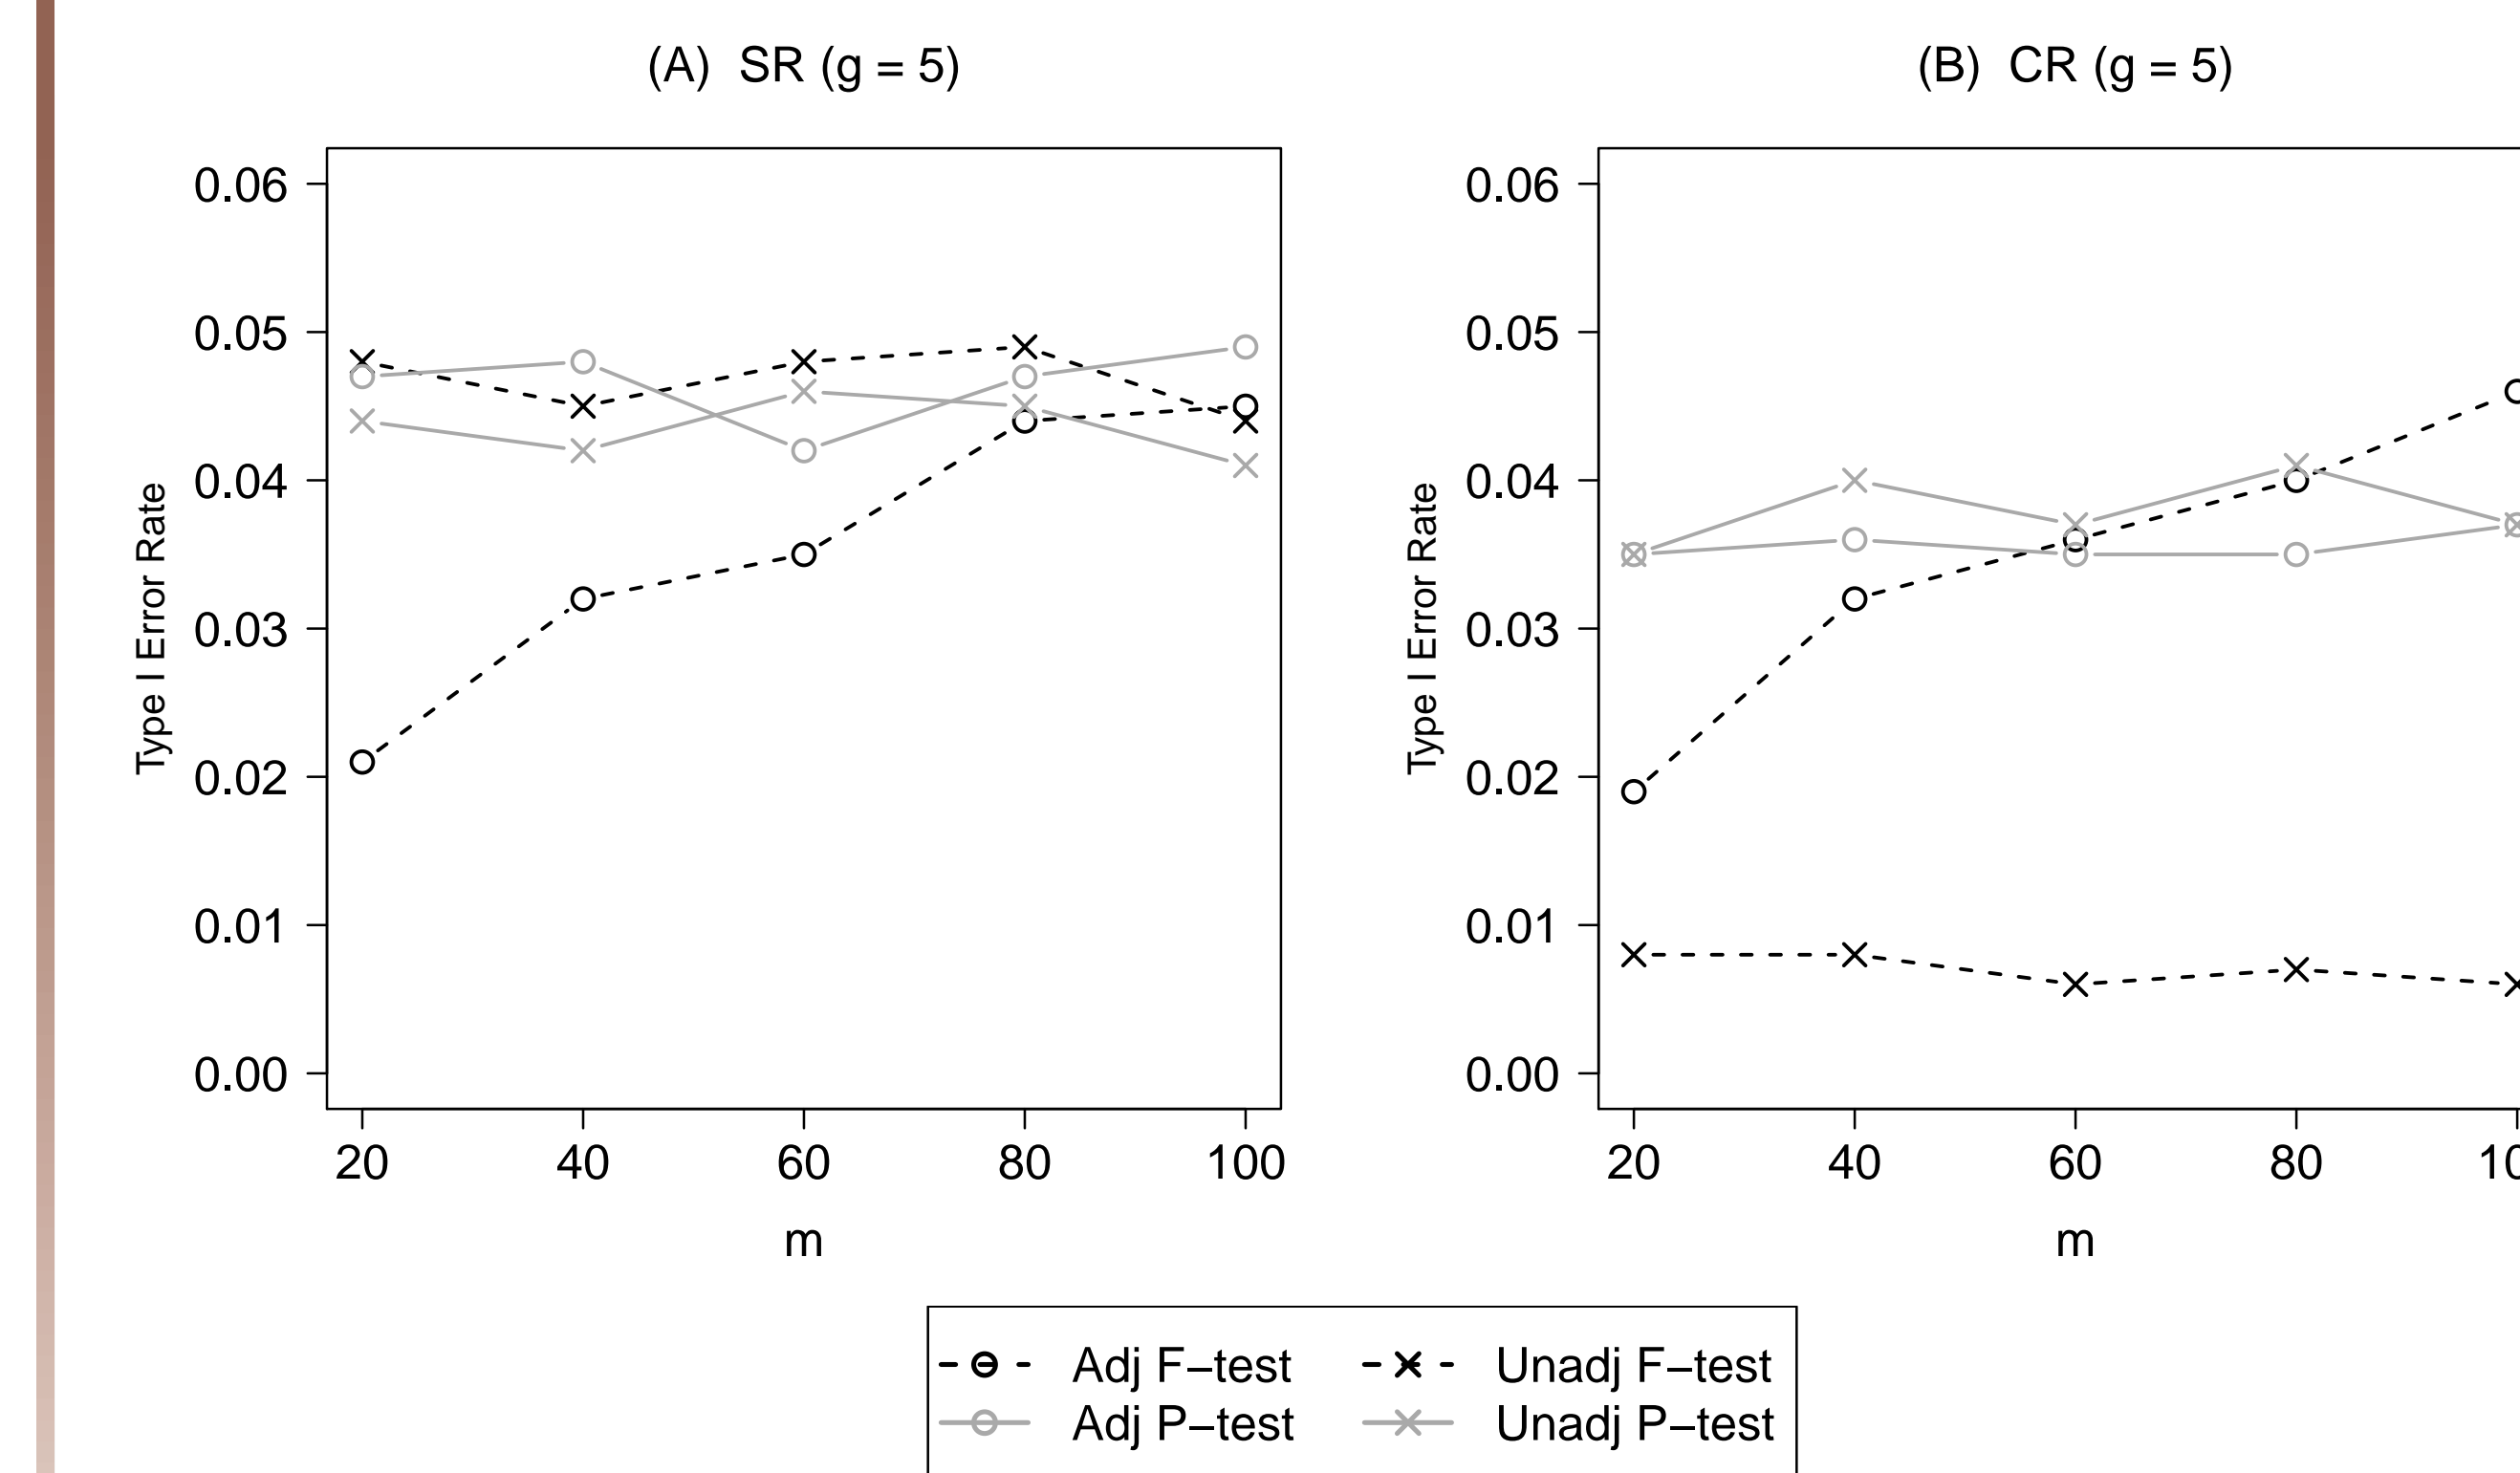 (A) SR (g = 5)
Type I Error Rate
0.06
0.05
0.04
0.03
0.02
0.01
0.00
20 40 60 80 100
m
(B) CR (g = 5)
Type I Error Rate
0.06
0.05
0.04
0.03
0.02
0.01
0.00
20 40 60 80 10
m
Adj F−test Unadj F−test
Adj P−test Unadj P−test